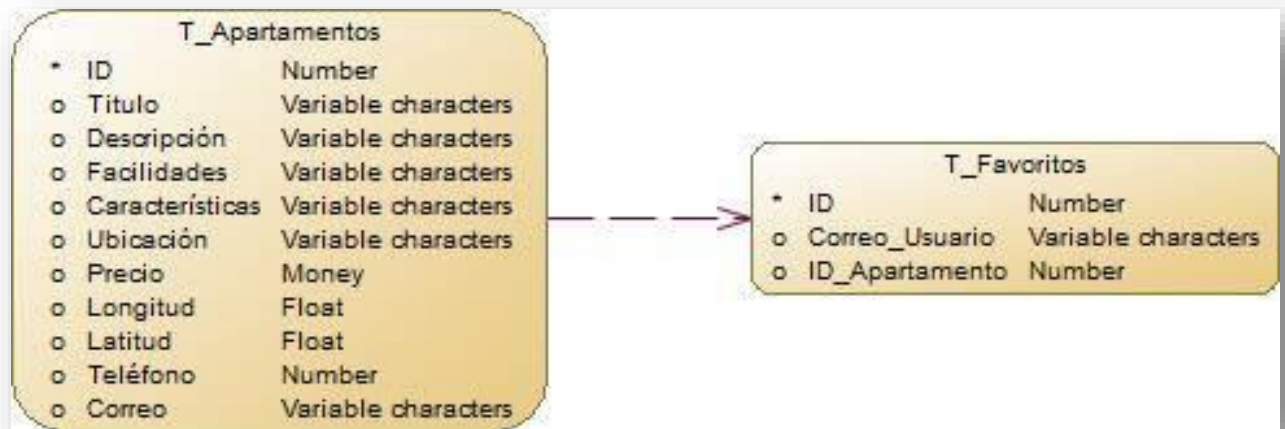 T_Apartamentos
* ID Number
o Titulo Variable characters
o Descripción Variable characters
o Facilidades Variable characters
o Características Variable characters
o Ubicación Variable characters
o Precio Money
o Longitud Float
o Latitud Float
o Teléfono Number
o Correo Variable characters
T_Favoritos
* ID Number
o Correo_Usuario Variable characters
o ID_Apartamento Number